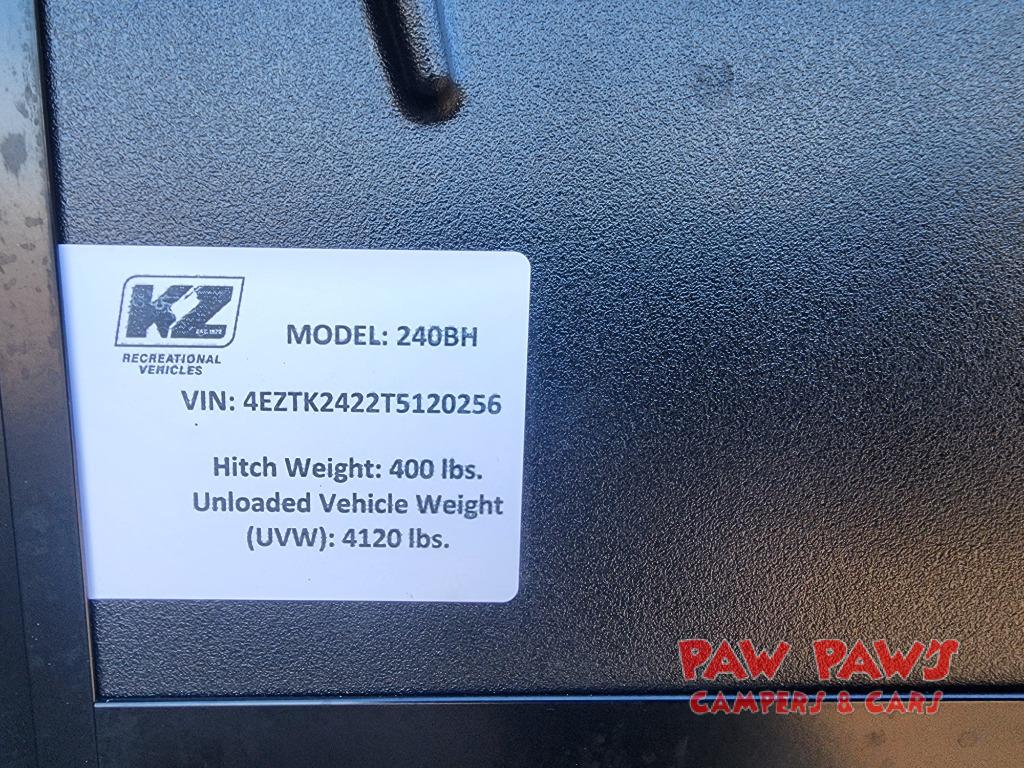 KZ
EST. 1972
RECREATIONAL
VEHICLES
MODEL: 240BH
VIN: 4EZTK2422T5120256
Hitch Weight: 400 lbs.
Unloaded Vehicle Weight
(UVW): 4120 lbs.
PAW PAW'S
CAMPERS & CARS